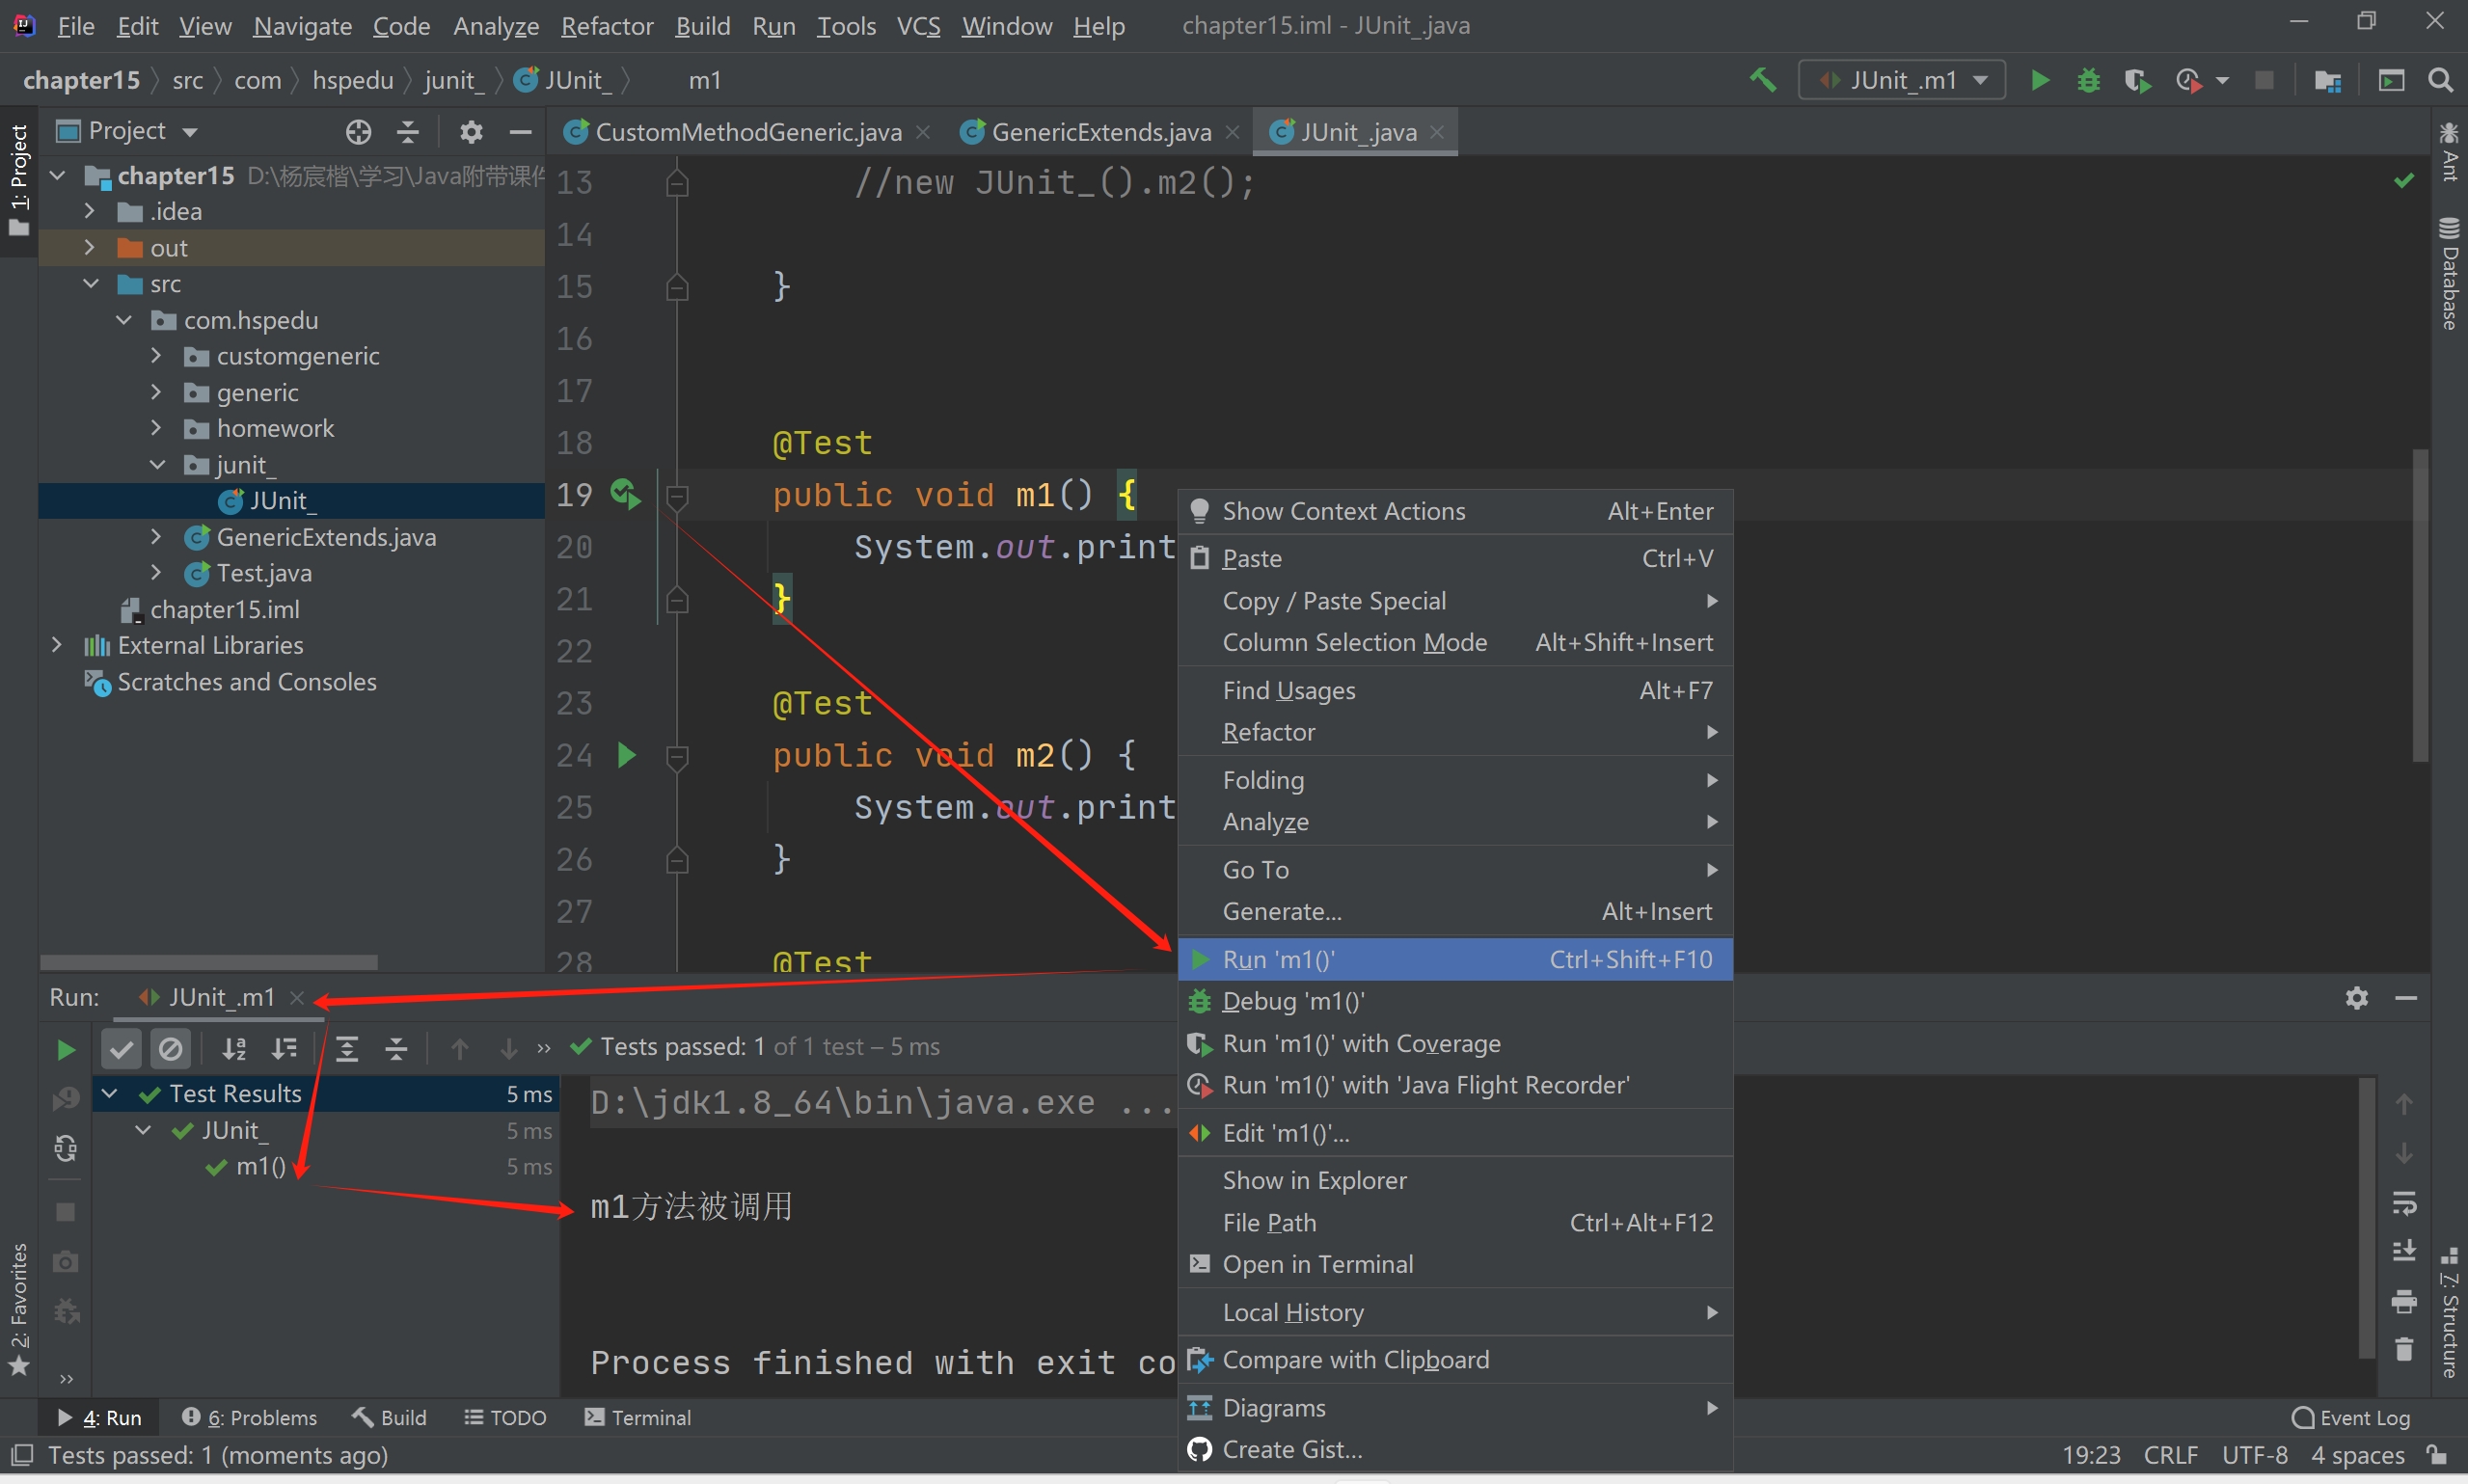 File Edit View Navigate Code Analyze Refactor Build Run Tools VCS Window Help chapter15.iml - JUnit_.java
chapter15 src com hspedu junit_ JUnit_ m1
JUnit_.m1
1: Project
Project
chapter15 D:\杨宸楷\学习\Java附带课件
.idea
out
src
com.hspedu
customgeneric
generic
homework
junit_
JUnit_
GenericExtends.java
Test.java
chapter15.iml
External Libraries
Scratches and Consoles
CustomMethodGeneric.java GenericExtends.java JUnit_.java
13 //new JUnit_().m2();
14
15 }
16
17
18 @Test
19 public void m1() {
20 System.out.print
21 }
22
23 @Test
24 public void m2() {
25 System.out.print
26 }
27
28 @Test
Ant
Database
Show Context Actions Alt+Enter
Paste Ctrl+V
Copy / Paste Special
Column Selection Mode Alt+Shift+Insert
Find Usages Alt+F7
Refactor
Folding
Analyze
Go To
Generate... Alt+Insert
Run 'm1()' Ctrl+Shift+F10
Debug 'm1()'
Run 'm1()' with Coverage
Run 'm1()' with 'Java Flight Recorder'
Edit 'm1()'...
Show in Explorer
File Path Ctrl+Alt+F12
Open in Terminal
Local History
Compare with Clipboard
Diagrams
Create Gist...
Run: JUnit_.m1
Tests passed: 1 of 1 test – 5 ms
Test Results 5 ms
JUnit_ 5 ms
m1() 5 ms
D:\jdk1.8_64\bin\java.exe ...
m1方法被调用
Process finished with exit co
2: Favorites
7: Structure
4: Run 6: Problems Build TODO Terminal Event Log
Tests passed: 1 (moments ago) 19:23 CRLF UTF-8 4 spaces